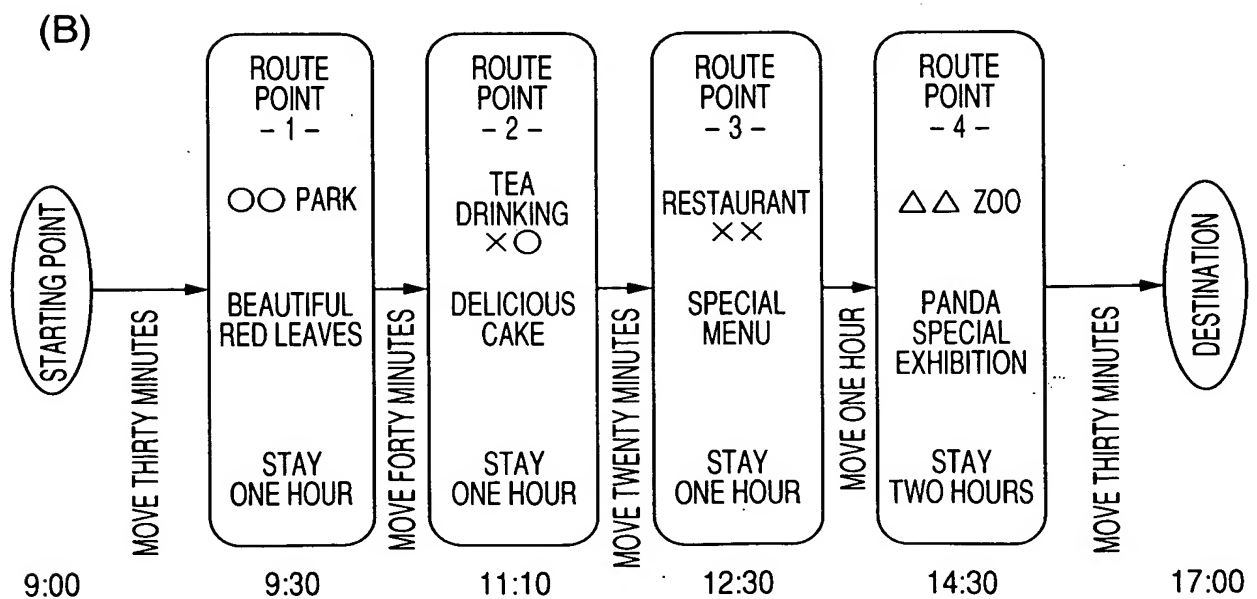 (B)
STARTING POINT
MOVE THIRTY MINUTES
ROUTE
POINT
– 1 –
○○ PARK
BEAUTIFUL
RED LEAVES
STAY
ONE HOUR
MOVE FORTY MINUTES
ROUTE
POINT
– 2 –
TEA
DRINKING
×○
DELICIOUS
CAKE
STAY
ONE HOUR
MOVE TWENTY MINUTES
ROUTE
POINT
– 3 –
RESTAURANT
××
SPECIAL
MENU
STAY
ONE HOUR
MOVE ONE HOUR
ROUTE
POINT
– 4 –
△△ ZOO
PANDA
SPECIAL
EXHIBITION
STAY
TWO HOURS
MOVE THIRTY MINUTES
DESTINATION
9:00
9:30
11:10
12:30
14:30
17:00